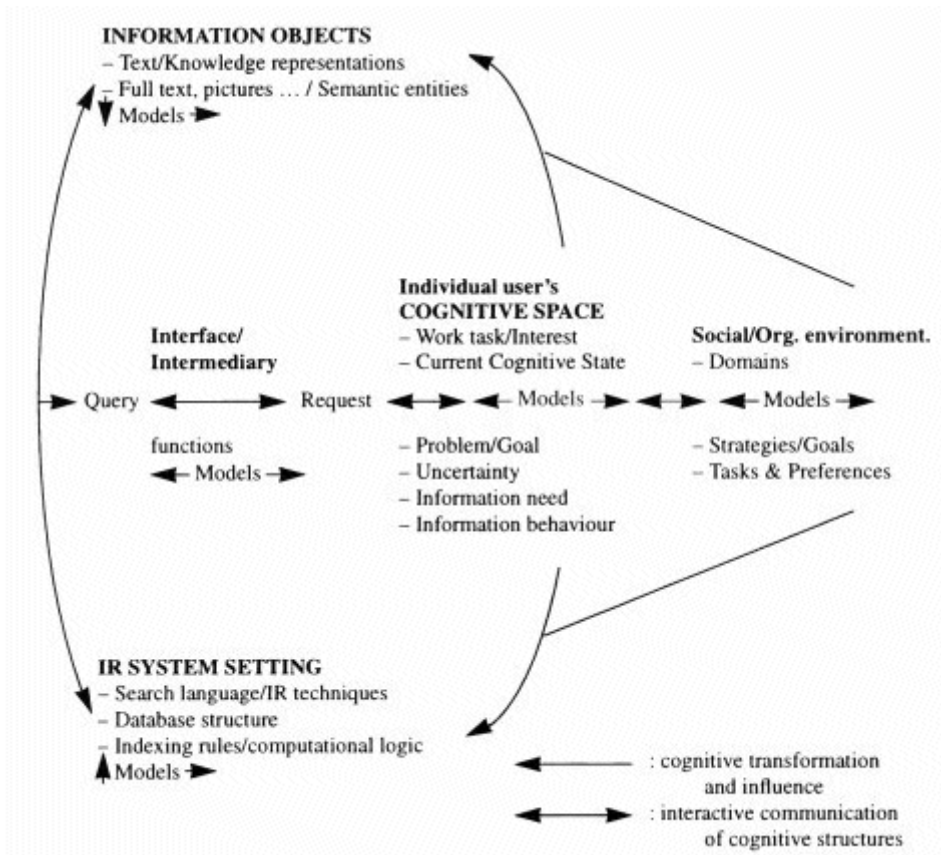 INFORMATION OBJECTS
– Text/Knowledge representations
– Full text, pictures … / Semantic entities
Models
Individual user's
COGNITIVE SPACE
– Work task/Interest
– Current Cognitive State
Interface/
Intermediary
Social/Org. environment.
– Domains
Query
Request
Models
Models
functions
Models
– Problem/Goal
– Uncertainty
– Information need
– Information behaviour
– Strategies/Goals
– Tasks & Preferences
IR SYSTEM SETTING
– Search language/IR techniques
– Database structure
– Indexing rules/computational logic
Models
: cognitive transformation
and influence
: interactive communication
of cognitive structures